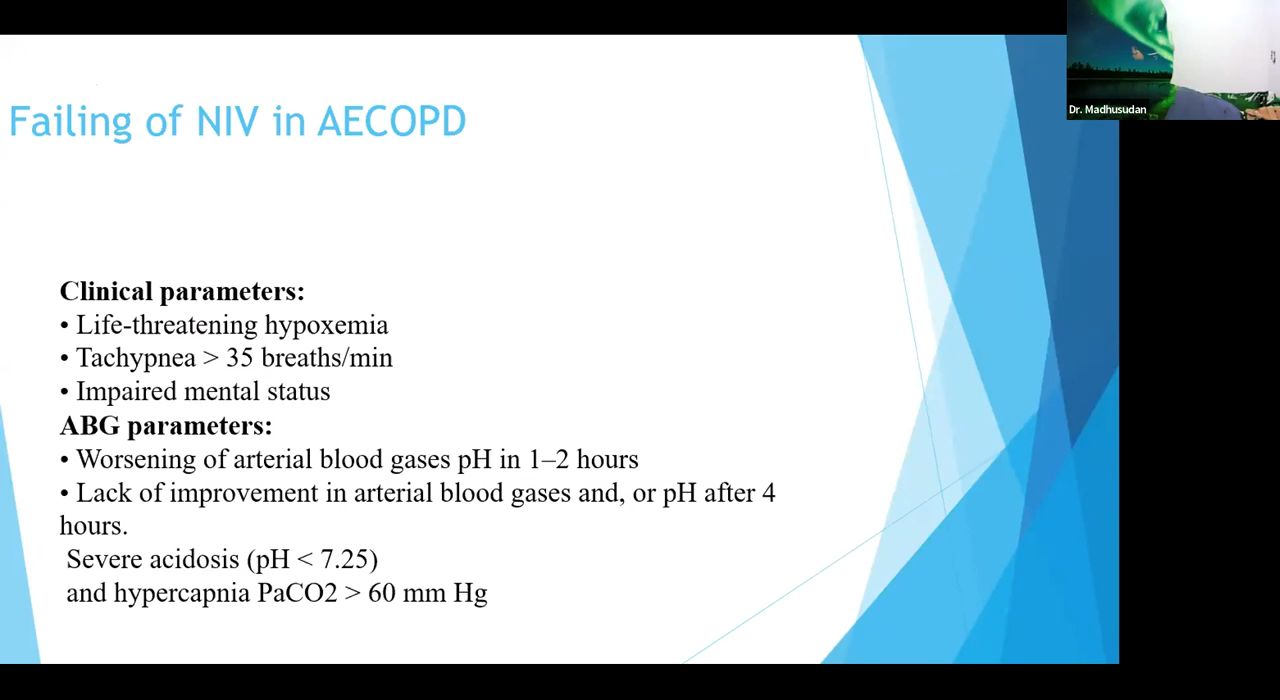 Dr. Madhusudan
Failing of NIV in AECOPD
Clinical parameters:
• Life-threatening hypoxemia
• Tachypnea > 35 breaths/min
• Impaired mental status
ABG parameters:
• Worsening of arterial blood gases pH in 1–2 hours
• Lack of improvement in arterial blood gases and, or pH after 4
hours.
Severe acidosis (pH < 7.25)
and hypercapnia PaCO2 > 60 mm Hg